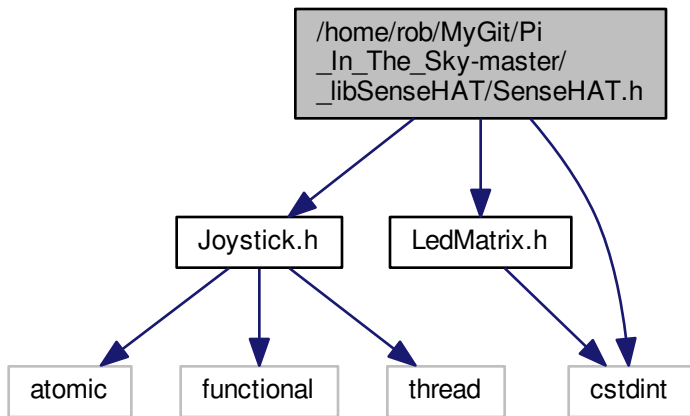 /home/rob/MyGit/Pi
_In_The_Sky-master/
_libSenseHAT/SenseHAT.h
Joystick.h
LedMatrix.h
atomic
functional
thread
cstdint